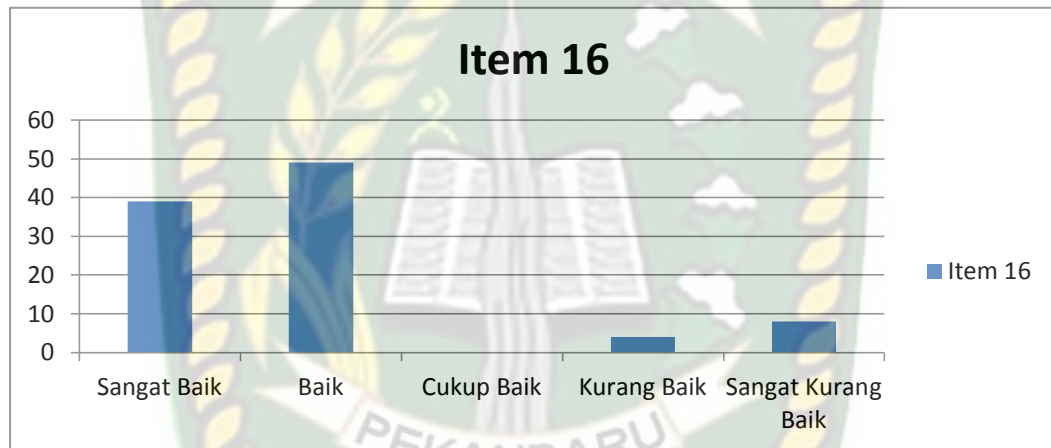 Item 16
60
50
40
30
20
10
0
Sangat Baik
Baik
Cukup Baik
Kurang Baik
Sangat Kurang
Baik
Item 16
PEKANBARU